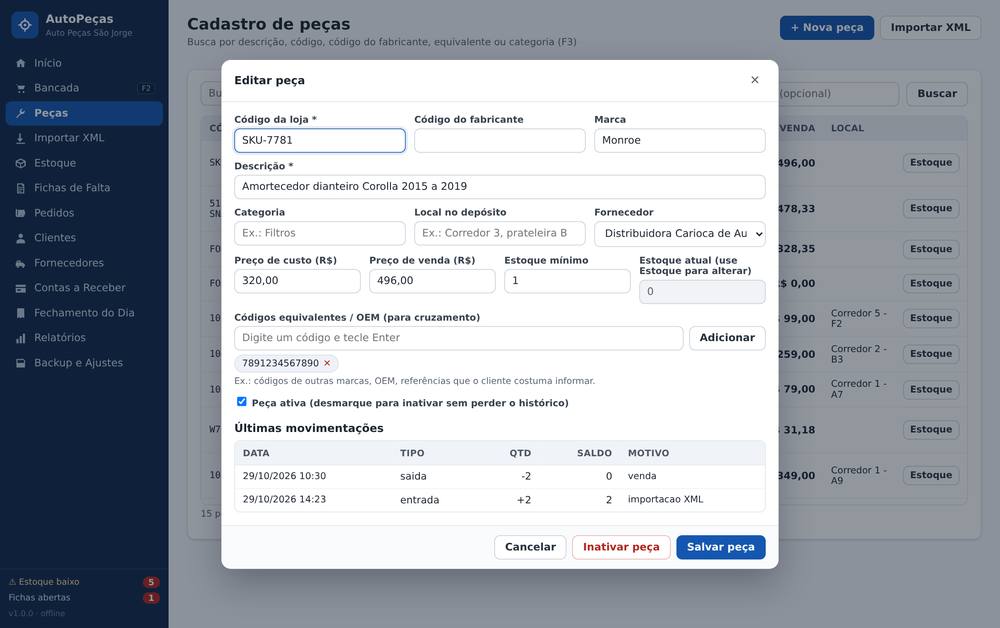 AutoPeças
Auto Peças São Jorge
Início
Bancada F2
Peças
Importar XML
Estoque
Fichas de Falta
Pedidos
Clientes
Fornecedores
Contas a Receber
Fechamento do Dia
Relatórios
Backup e Ajustes
⚠ Estoque baixo 5
Fichas abertas 1
v1.0.0 · offline
Cadastro de peças
Busca por descrição, código, código do fabricante, equivalente ou categoria (F3)
+ Nova peça
Importar XML
(opcional)
Buscar
VENDA LOCAL
496,00 Estoque
478,33 Estoque
328,35 Estoque
$ 0,00 Estoque
99,00 Corredor 5 - F2 Estoque
259,00 Corredor 2 - B3 Estoque
79,00 Corredor 1 - A7 Estoque
31,18 Estoque
349,00 Corredor 1 - A9 Estoque
Editar peça ×
Código da loja * Código do fabricante Marca
SKU-7781 Monroe
Descrição *
Amortecedor dianteiro Corolla 2015 a 2019
Categoria Local no depósito Fornecedor
Ex.: Filtros Ex.: Corredor 3, prateleira B Distribuidora Carioca de Au
Preço de custo (R$) Preço de venda (R$) Estoque mínimo Estoque atual (use Estoque para alterar)
320,00 496,00 1 0
Códigos equivalentes / OEM (para cruzamento)
Digite um código e tecle Enter Adicionar
7891234567890 ✕
Ex.: códigos de outras marcas, OEM, referências que o cliente costuma informar.
Peça ativa (desmarque para inativar sem perder o histórico)
Últimas movimentações
DATA TIPO QTD SALDO MOTIVO
29/10/2026 10:30 saida -2 0 venda
29/10/2026 14:23 entrada +2 2 importacao XML
Cancelar Inativar peça Salvar peça